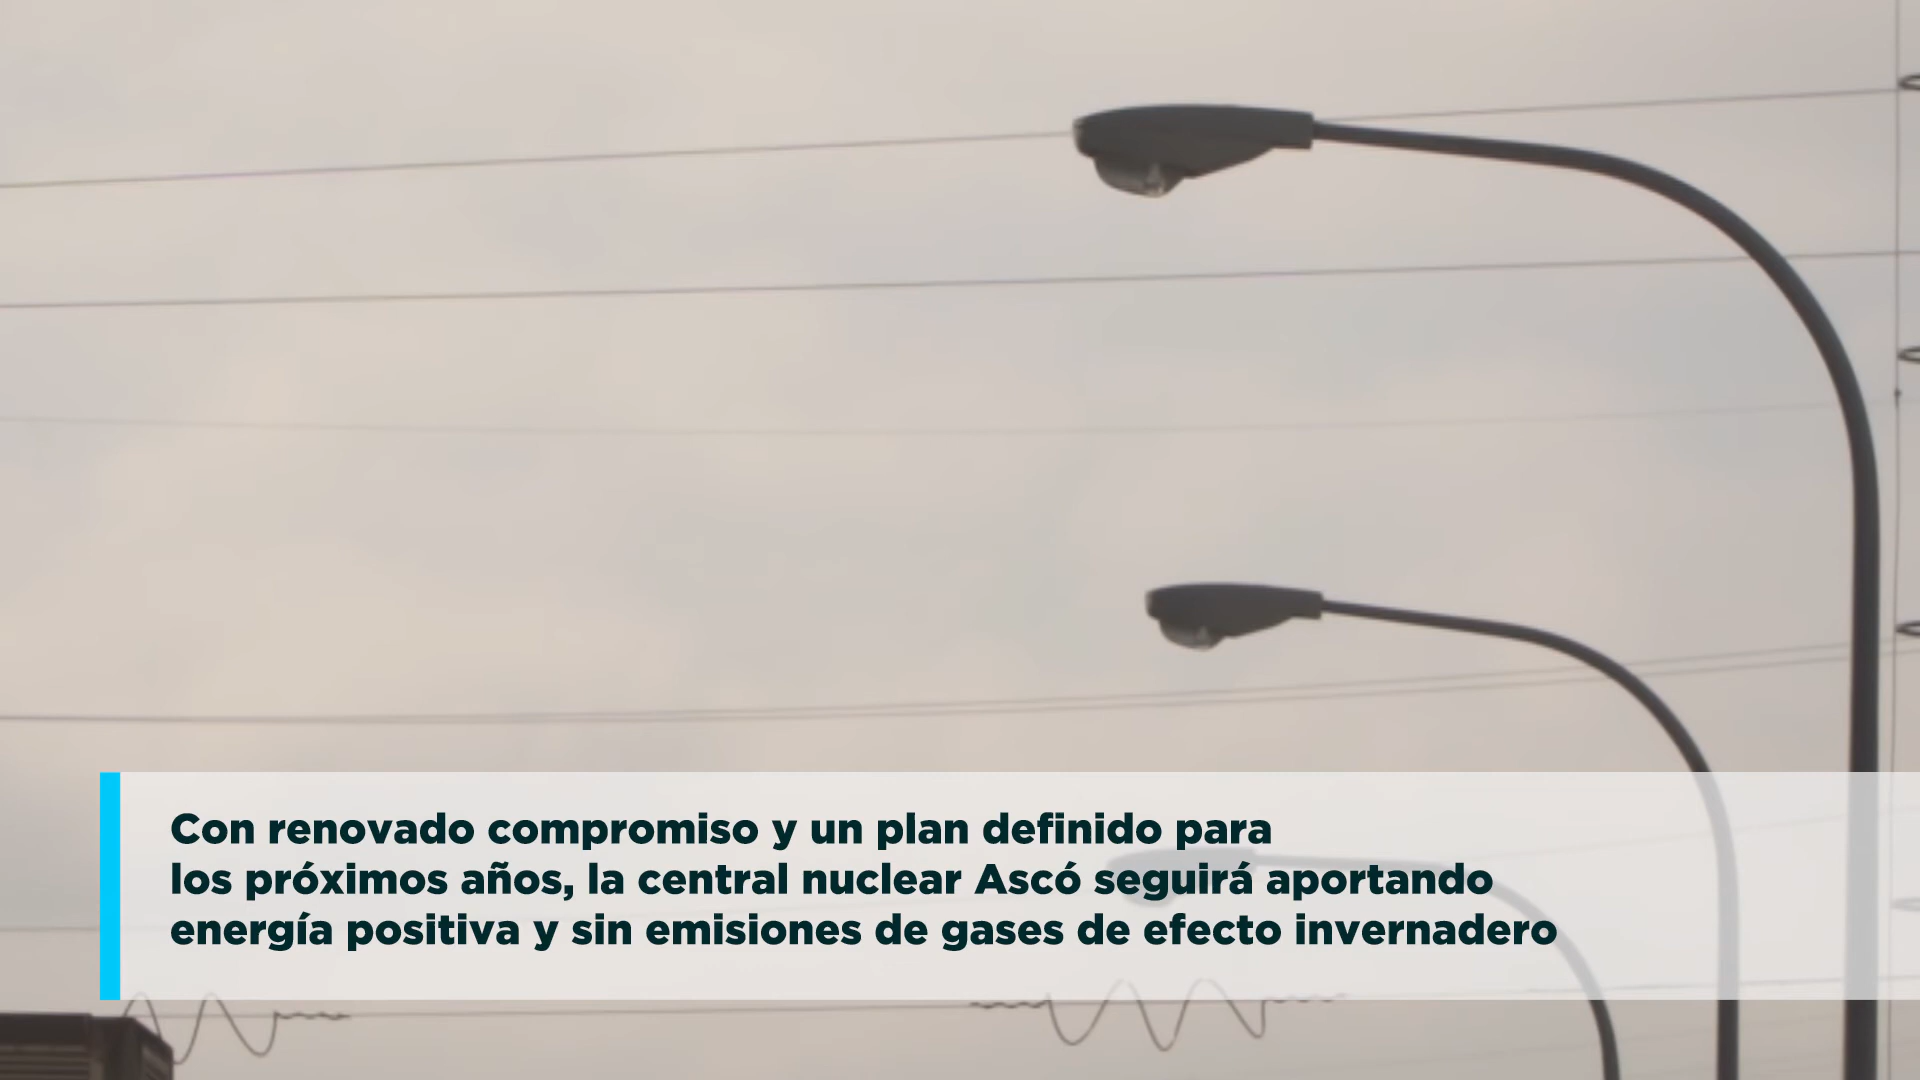 Con renovado compromiso y un plan definido para
los próximos años, la central nuclear Ascó seguirá aportando
energía positiva y sin emisiones de gases de efecto invernadero